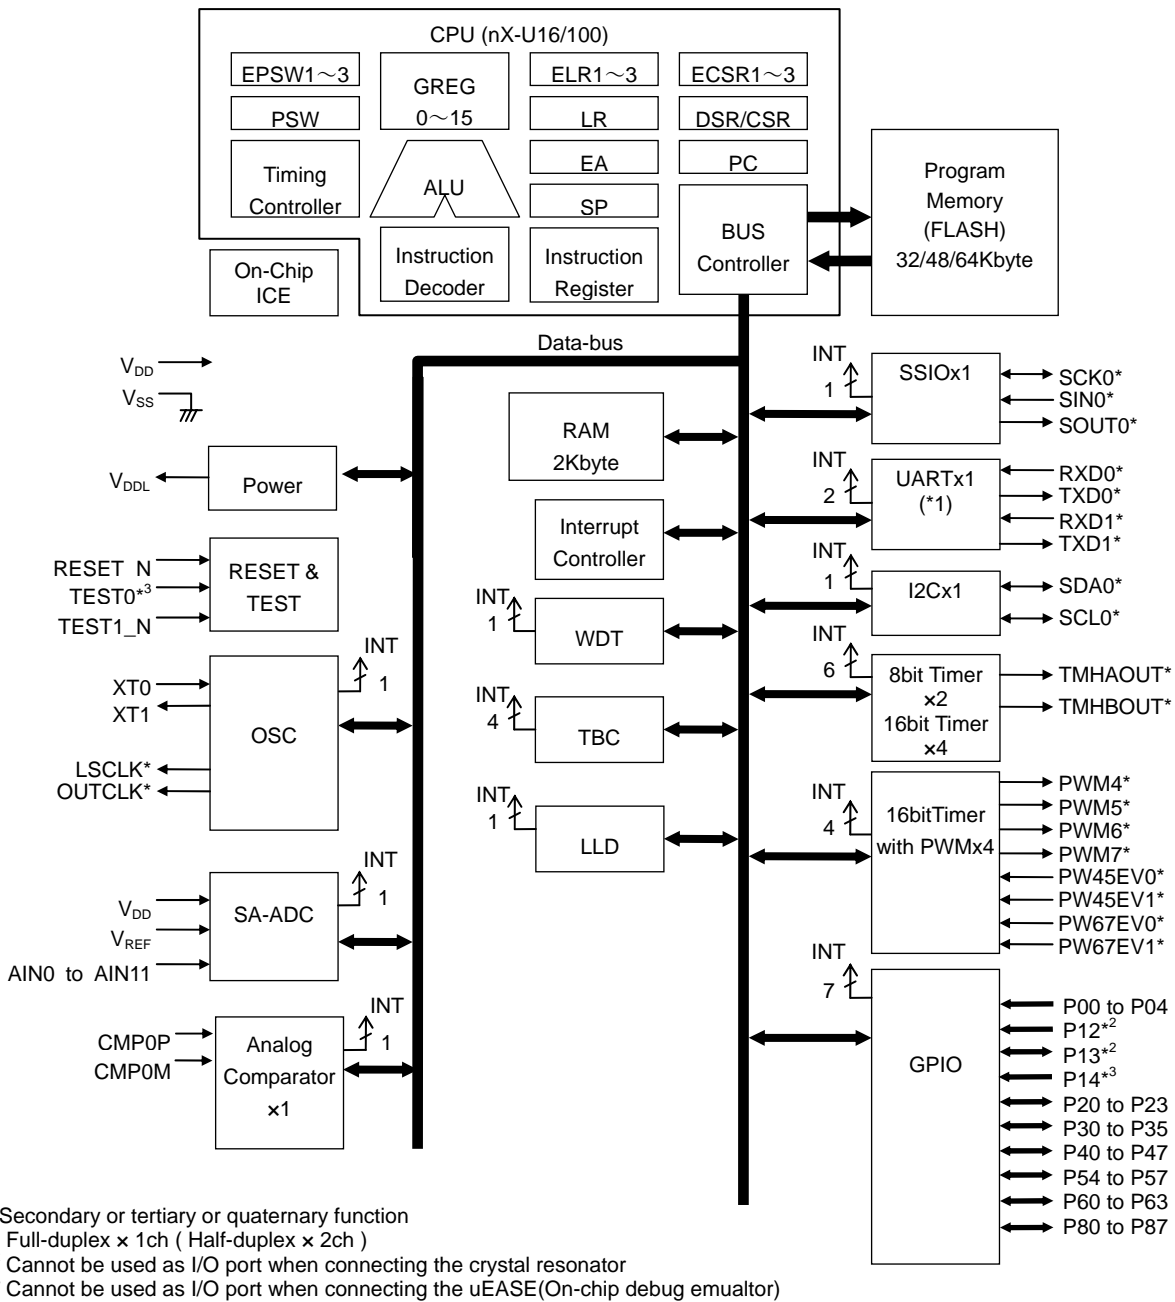 CPU (nX-U16/100)
EPSW1～3
GREG
0～15
ELR1～3
ECSR1～3
PSW
LR
DSR/CSR
Timing
Controller
ALU
EA
PC
SP
BUS
Controller
Program
Memory
(FLASH)
32/48/64Kbyte
On-Chip
ICE
Instruction
Decoder
Instruction
Register
Data-bus
VDD
VSS
VDDL
Power
RESET_N
TEST0*3
TEST1_N
RESET &
TEST
XT0
XT1
LSCLK*
OUTCLK*
OSC
INT
1
VDD
VREF
AIN0 to AIN11
SA-ADC
INT
1
CMP0P
CMP0M
Analog
Comparator
×1
INT
1
RAM
2Kbyte
Interrupt
Controller
INT
1
WDT
INT
4
TBC
INT
1
LLD
INT
1
SSIOx1
SCK0*
SIN0*
SOUT0*
INT
2
UARTx1
(*1)
RXD0*
TXD0*
RXD1*
TXD1*
INT
1
I2Cx1
SDA0*
SCL0*
INT
6
8bit Timer
×2
16bit Timer
×4
TMHAOUT*
TMHBOUT*
INT
4
16bitTimer
with PWMx4
PWM4*
PWM5*
PWM6*
PWM7*
PW45EV0*
PW45EV1*
PW67EV0*
PW67EV1*
INT
7
GPIO
P00 to P04
P12*2
P13*2
P14*3
P20 to P23
P30 to P35
P40 to P47
P54 to P57
P60 to P63
P80 to P87
Secondary or tertiary or quaternary function
Full-duplex × 1ch ( Half-duplex × 2ch )
Cannot be used as I/O port when connecting the crystal resonator
Cannot be used as I/O port when connecting the uEASE(On-chip debug emualtor)